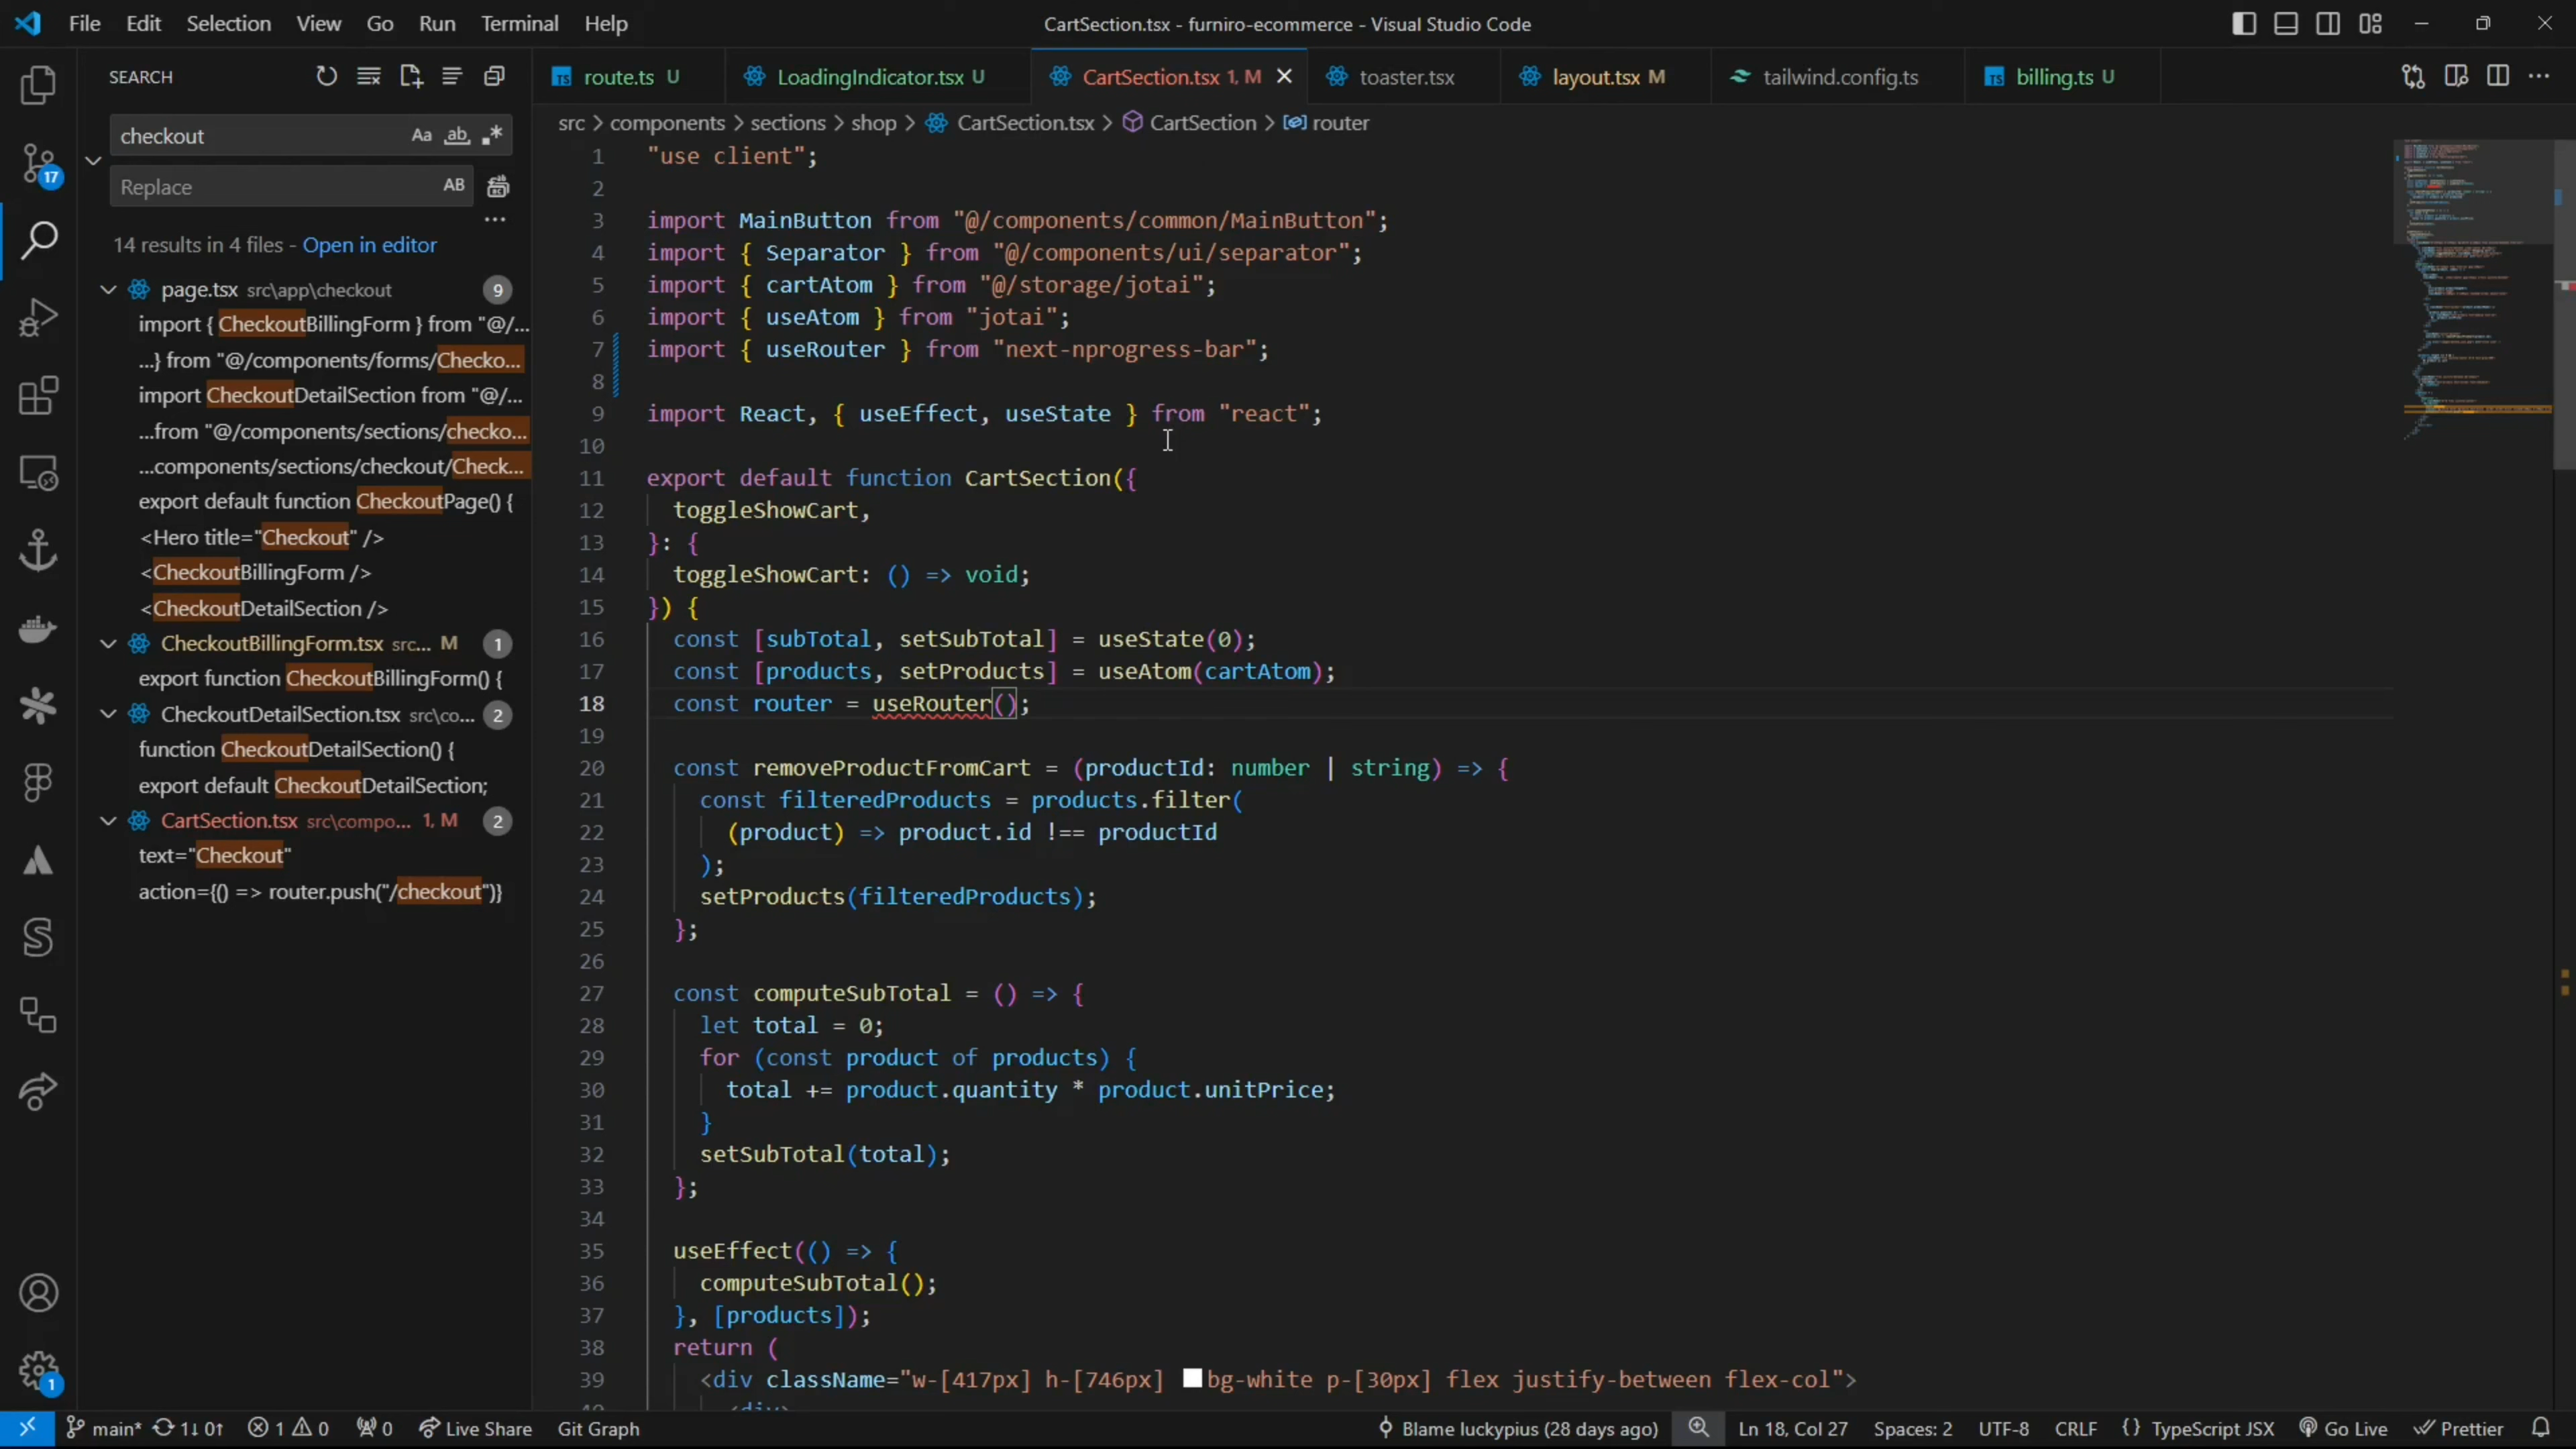 File Edit Selection View Go Run Terminal Help
CartSection.tsx - furniro-ecommerce - Visual Studio Code
SEARCH
checkout
Aa ab
Replace
AB
14 results in 4 files - Open in editor
page.tsx src\app\checkout 9
import { CheckoutBillingForm } from "@/...
...} from "@/components/forms/Checko...
import CheckoutDetailSection from "@/...
...from "@/components/sections/checko...
...components/sections/checkout/Check...
export default function CheckoutPage() {
<Hero title="Checkout" />
<CheckoutBillingForm />
<CheckoutDetailSection />
CheckoutBillingForm.tsx src... M 1
export function CheckoutBillingForm() {
CheckoutDetailSection.tsx src\co... 2
function CheckoutDetailSection() {
export default CheckoutDetailSection;
CartSection.tsx src\compo... 1, M 2
text="Checkout"
action={() => router.push("/checkout")}
17
1
route.ts U
LoadingIndicator.tsx U
CartSection.tsx 1, M
toaster.tsx
layout.tsx M
tailwind.config.ts
billing.ts U
src > components > sections > shop > CartSection.tsx > CartSection > router
1 "use client";
2
3 import MainButton from "@/components/common/MainButton";
4 import { Separator } from "@/components/ui/separator";
5 import { cartAtom } from "@/storage/jotai";
6 import { useAtom } from "jotai";
7 import { useRouter } from "next-nprogress-bar";
8
9 import React, { useEffect, useState } from "react";
10
11 export default function CartSection({
12 toggleShowCart,
13 }: {
14 toggleShowCart: () => void;
15 }) {
16 const [subTotal, setSubTotal] = useState(0);
17 const [products, setProducts] = useAtom(cartAtom);
18 const router = useRouter();
19
20 const removeProductFromCart = (productId: number | string) => {
21 const filteredProducts = products.filter(
22 (product) => product.id !== productId
23 );
24 setProducts(filteredProducts);
25 };
26
27 const computeSubTotal = () => {
28 let total = 0;
29 for (const product of products) {
30 total += product.quantity * product.unitPrice;
31 }
32 setSubTotal(total);
33 };
34
35 useEffect(() => {
36 computeSubTotal();
37 }, [products]);
38 return (
39 <div className="w-[417px] h-[746px] bg-white p-[30px] flex justify-between flex-col">
40 <div>
main* 1↓ 0↑ 1 0 0 Live Share Git Graph
Blame luckypius (28 days ago) Ln 18, Col 27 Spaces: 2 UTF-8 CRLF {} TypeScript JSX Go Live Prettier